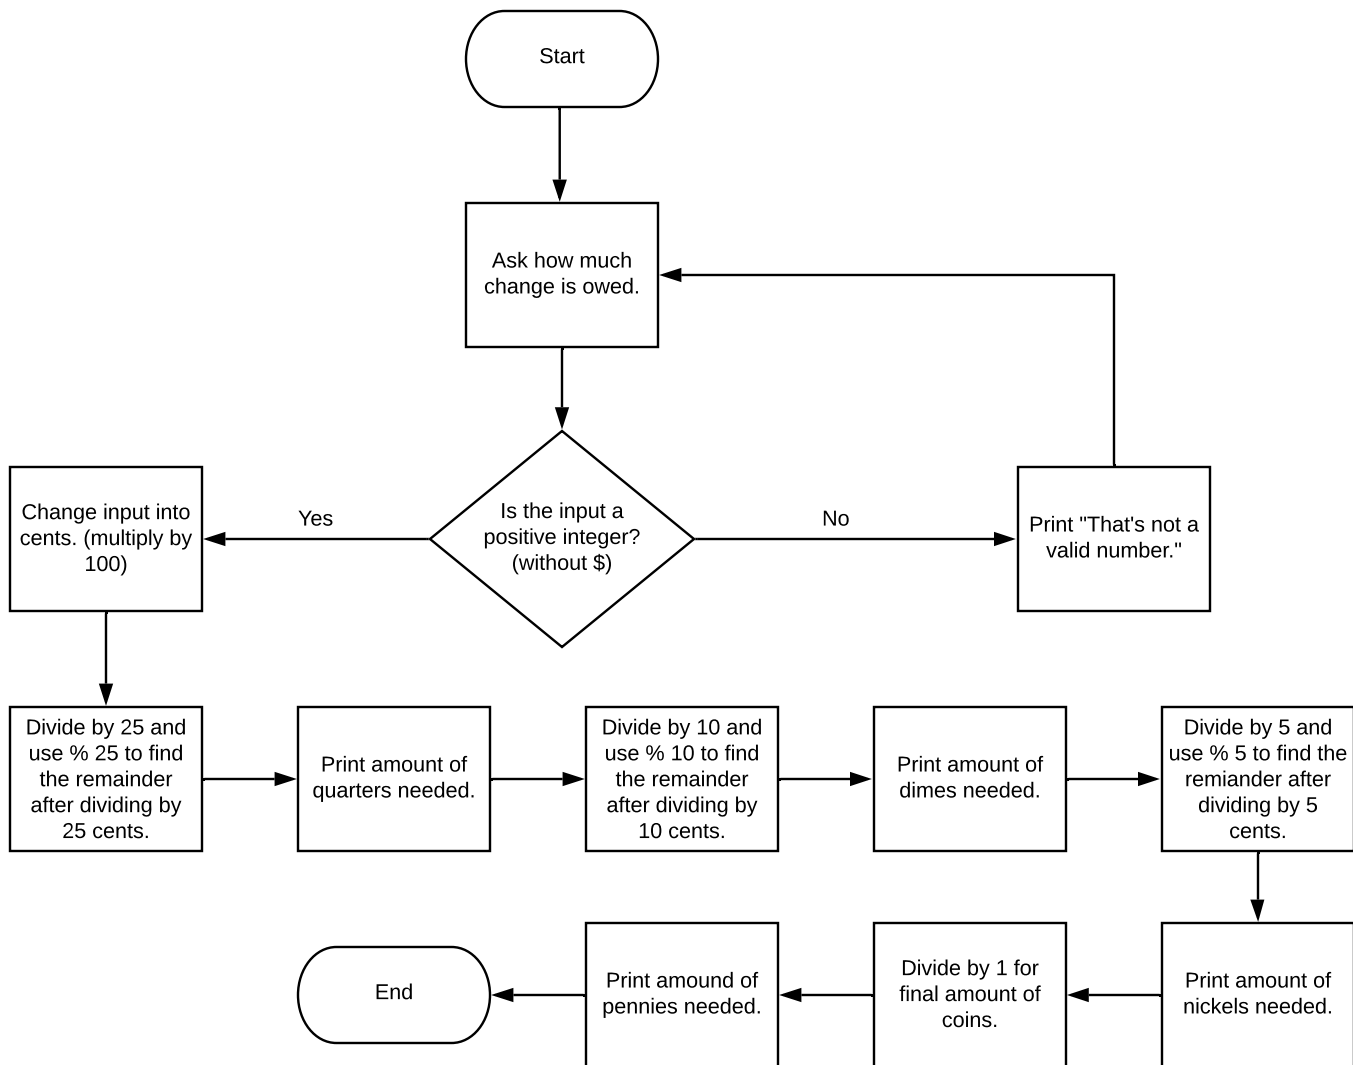 Start
Ask how much
change is owed.
Is the input a
positive integer?
(without $)
Yes
No
Change input into
cents. (multiply by
100)
Print "That's not a
valid number."
Divide by 25 and
use % 25 to find
the remainder
after dividing by
25 cents.
Print amount of
quarters needed.
Divide by 10 and
use % 10 to find
the remainder
after dividing by
10 cents.
Print amount of
dimes needed.
Divide by 5 and
use % 5 to find the
remiander after
dividing by 5
cents.
Print amount of
nickels needed.
Divide by 1 for
final amount of
coins.
Print amound of
pennies needed.
End